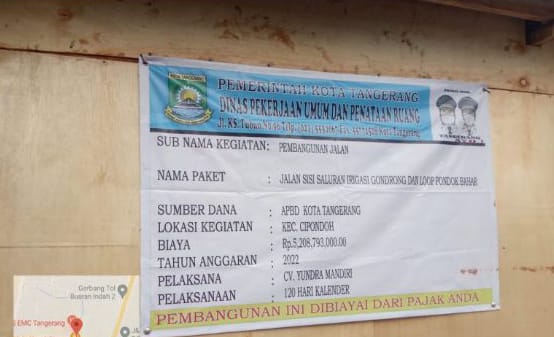 PEMERINTAH KOTA TANGERANG
DINAS PEKERJAAN UMUM DAN PENATAAN RUANG
SUB NAMA KEGIATAN: PEMBANGUNAN JALAN
NAMA PAKET : JALAN SISI SALURAN IRIGASI GONDRONG DAN LOOP PONDOK BAHAR
SUMBER DANA : APBD KOTA TANGERANG
LOKASI KEGIATAN : KEC. CIPONDOH
BIAYA : Rp.5,208,793,000.00
TAHUN ANGGARAN : 2022
PELAKSANA : CV. YUNDRA MANDIRI
PELAKSANAAN : 120 HARI KALENDER
PEMBANGUNAN INI DIBIAYAI DARI PAJAK ANDA
Gerbang Tol
Buaran Indah 2
EMC Tangerang